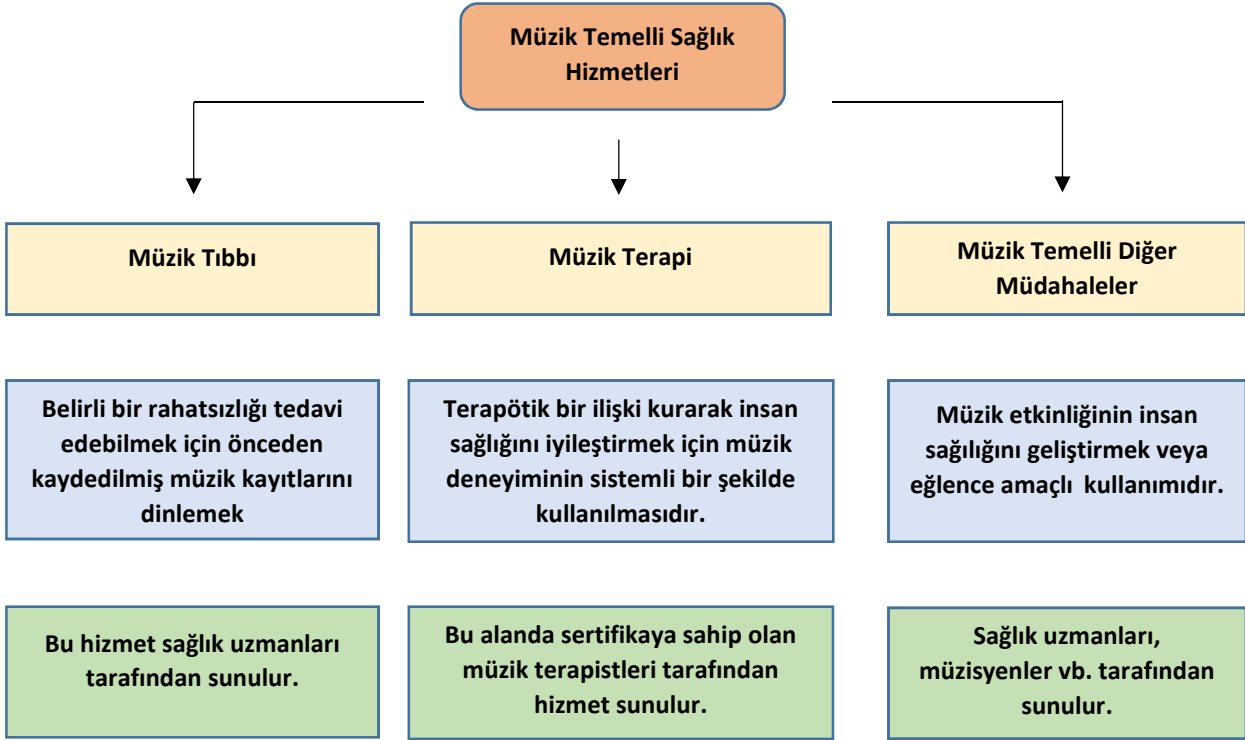 Müzik Temelli Sağlık
Hizmetleri
Müzik Tıbbı
Müzik Terapi
Müzik Temelli Diğer
Müdahaleler
Belirli bir rahatsızlığı tedavi
edebilmek için önceden
kaydedilmiş müzik kayıtlarını
dinlemek
Terapötik bir ilişki kurarak insan
sağlığını iyileştirmek için müzik
deneyiminin sistemli bir şekilde
kullanılmasıdır.
Müzik etkinliğinin insan
sağılığını geliştirmek veya
eğlence amaçlı kullanımıdır.
Bu hizmet sağlık uzmanları
tarafından sunulur.
Bu alanda sertifikaya sahip olan
müzik terapistleri tarafından
hizmet sunulur.
Sağlık uzmanları,
müzisyenler vb. tarafından
sunulur.